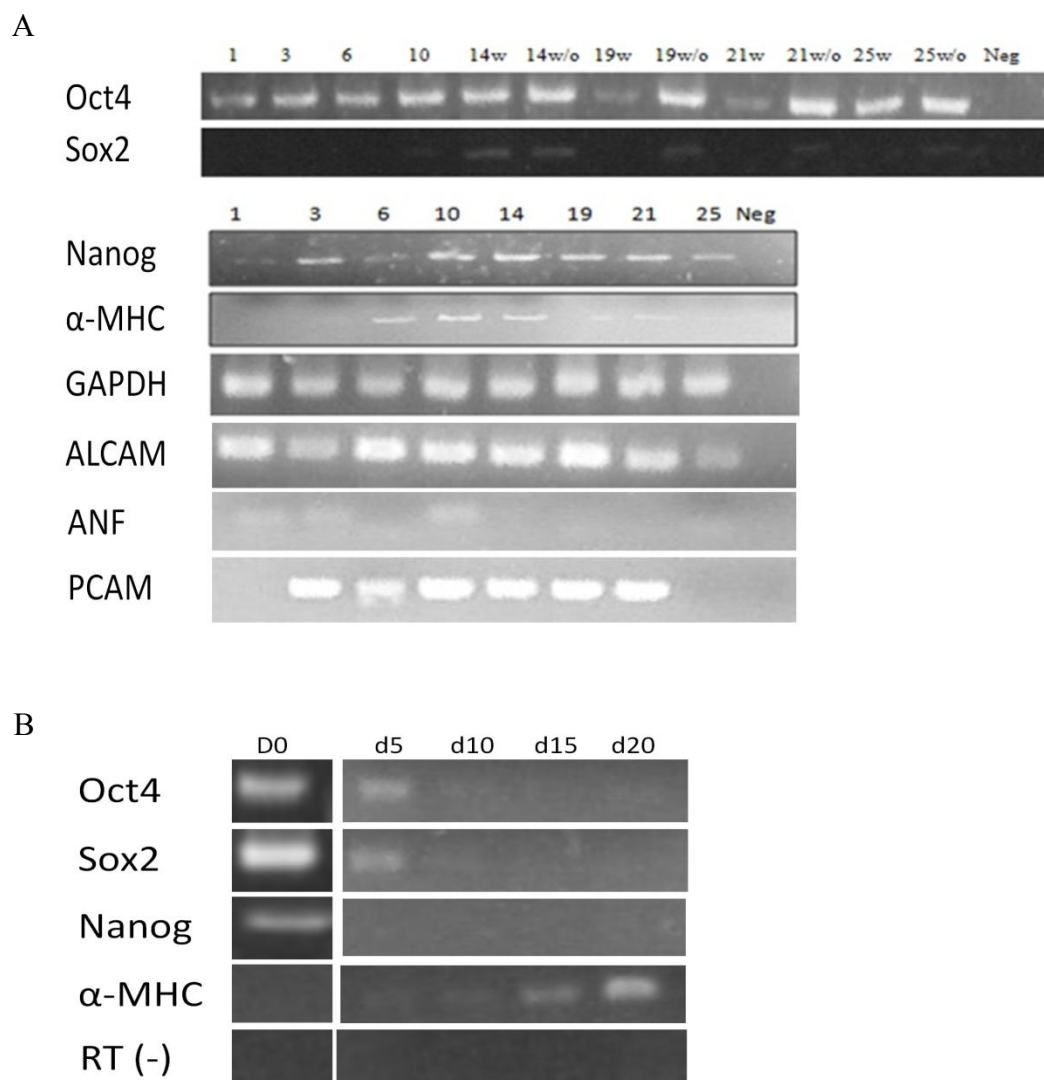 A
1 3 6 10 14w 14w/o 19w 19w/o 21w 21w/o 25w 25w/o Neg
Oct4
Sox2
1 3 6 10 14 19 21 25 Neg
Nanog
α-MHC
GAPDH
ALCAM
ANF
PCAM
B
D0 d5 d10 d15 d20
Oct4
Sox2
Nanog
α-MHC
RT (-)